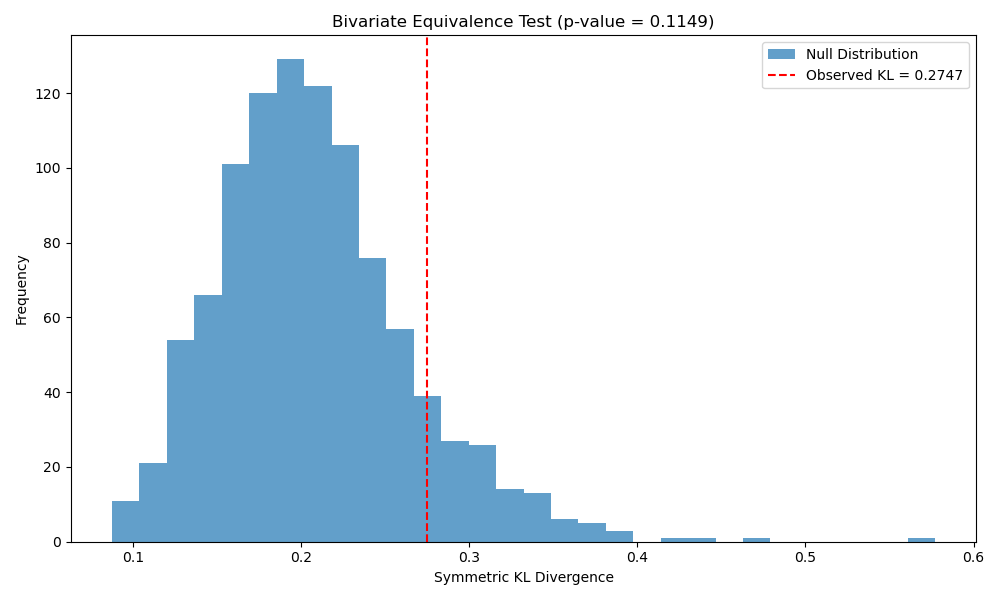 Bivariate Equivalence Test (p-value = 0.1149)
Null Distribution
Observed KL = 0.2747
Frequency
120
100
80
60
40
20
0
0.1
0.2
0.3
0.4
0.5
0.6
Symmetric KL Divergence